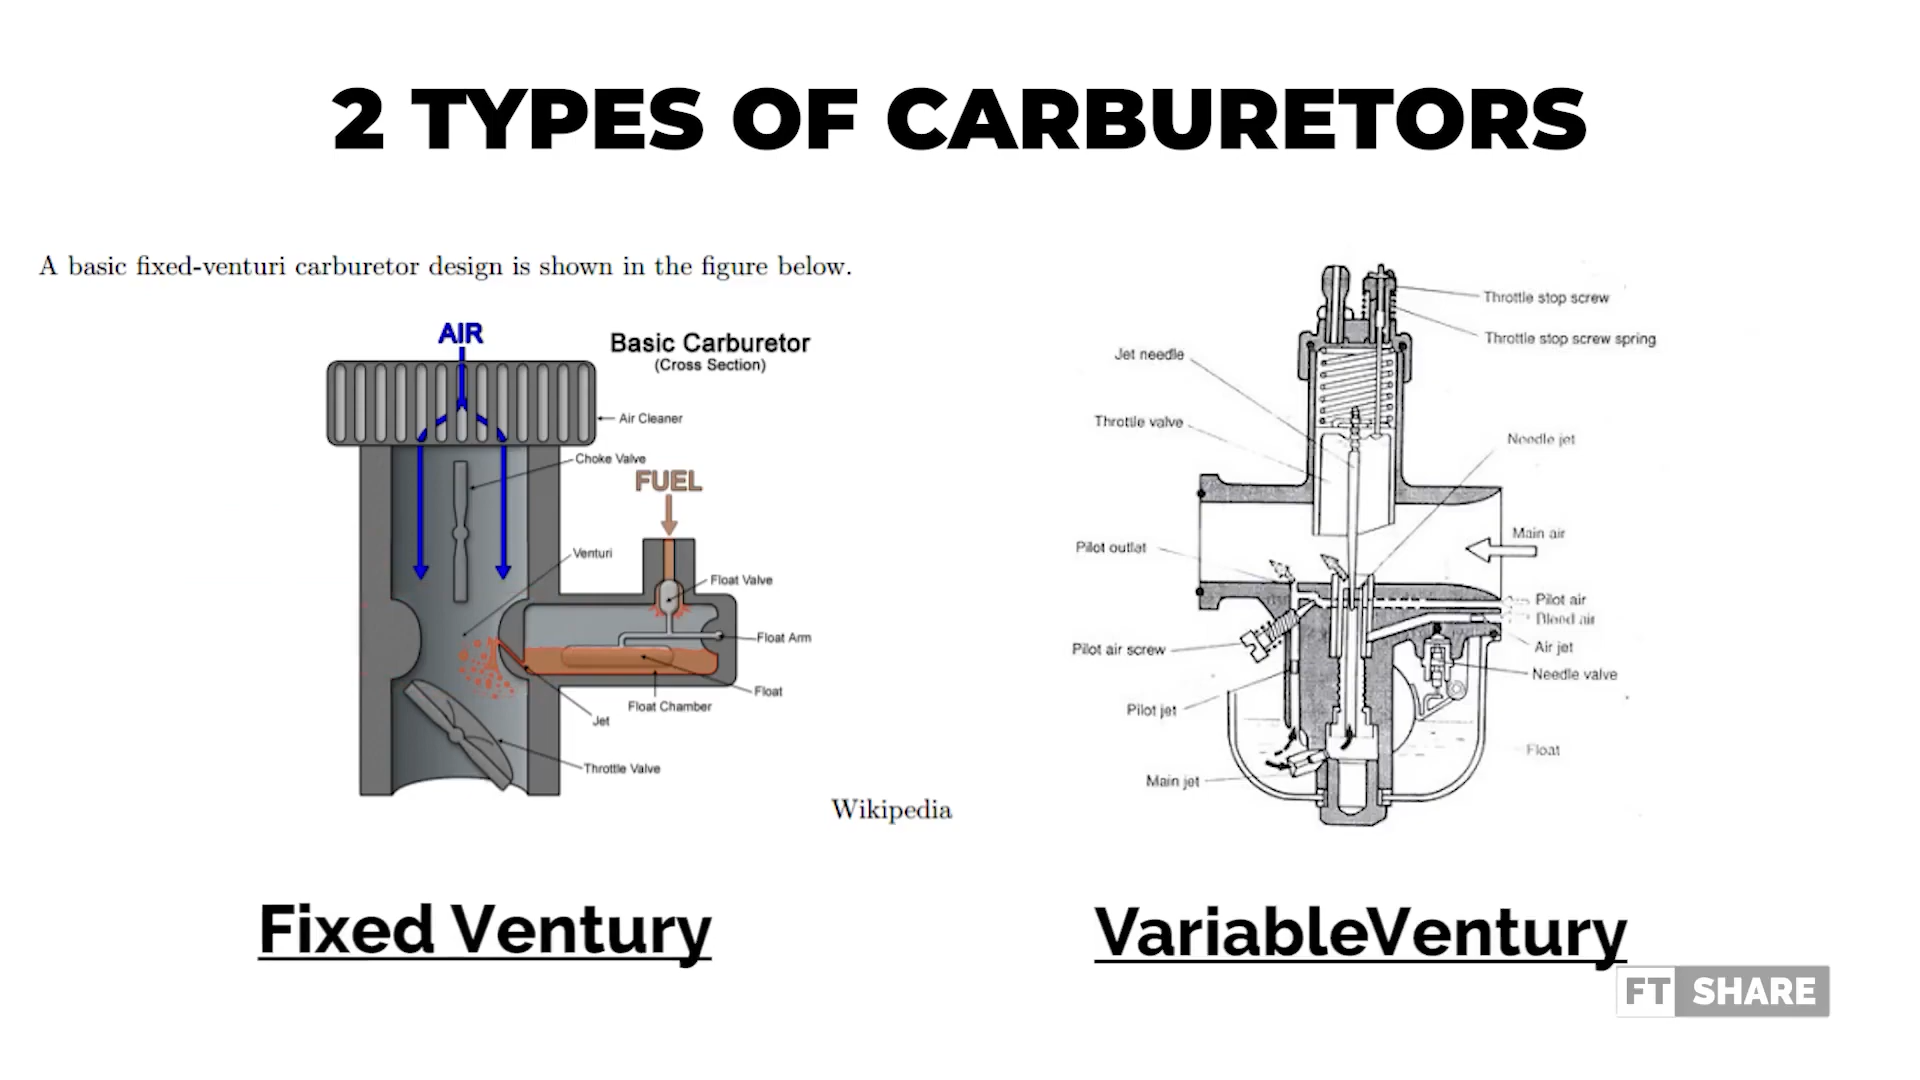 2 TYPES OF CARBURETORS
A basic fixed-venturi carburetor design is shown in the figure below.
AIR
Basic Carburetor
(Cross Section)
Air Cleaner
Choke Valve
FUEL
Venturi
Float Valve
Float Arm
Float
Float Chamber
Jet
Throttle Valve
Wikipedia
Fixed Ventury
Throttle stop screw
Throttle stop screw spring
Jet needle
Throttle valve
Needle jet
Main air
Pilot outlet
Pilot air
Bleed air
Air jet
Pilot air screw
Needle valve
Pilot jet
Float
Main jet
VariableVentury
FT SHARE